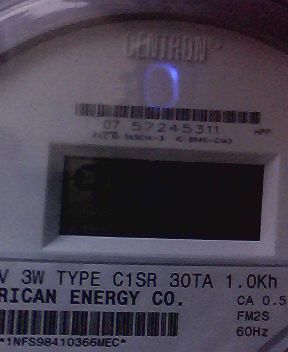 CENTRON
07 57245311
V 3W TYPE C1SR 30TA 1.0Kh
RICAN ENERGY CO.
CA 0.5
FM2S
60Hz
*1NFS98410366MEC*